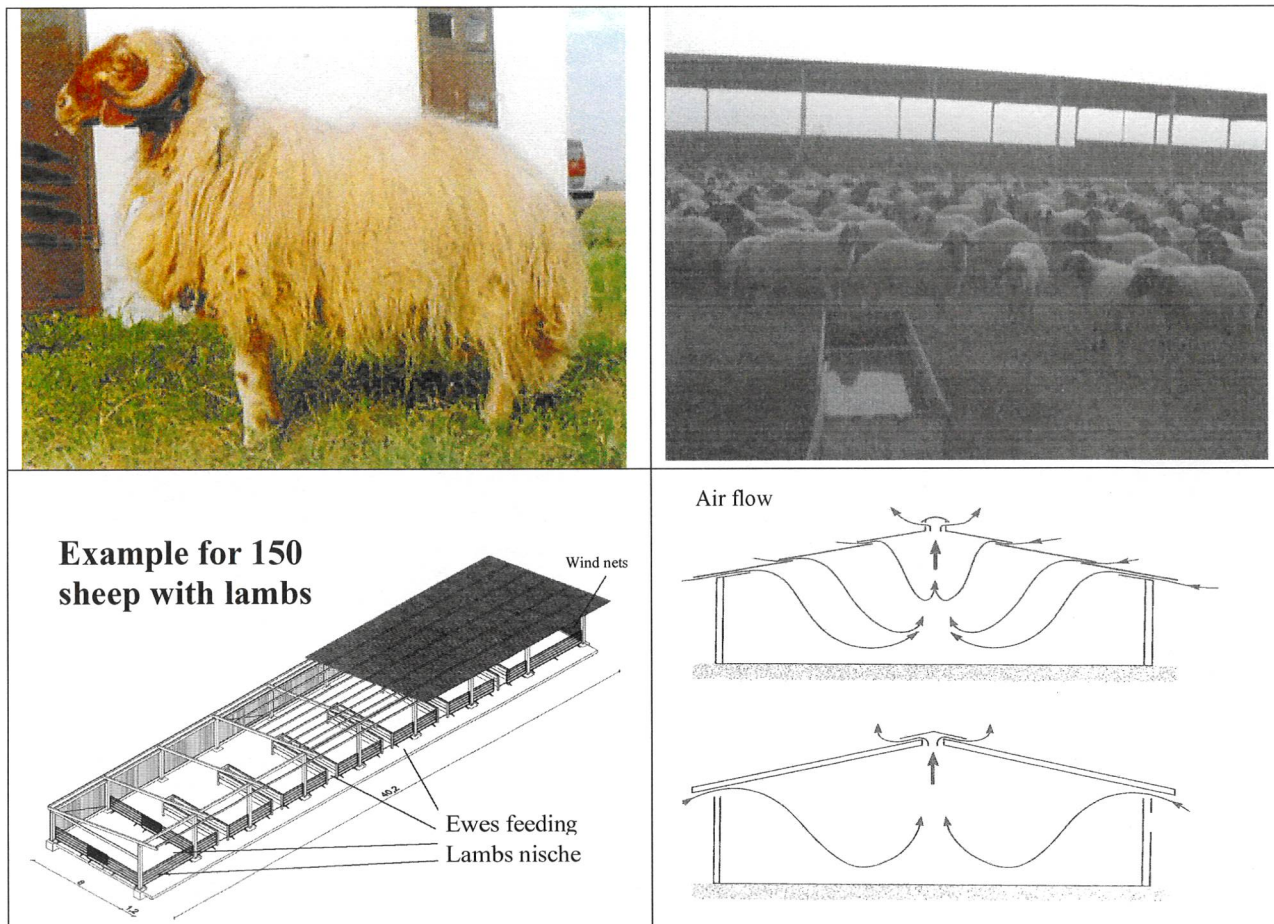 Air flow
Example for 150
sheep with lambs
Wind nets
40.2
Ewes feeding
Lambs nische
1.2